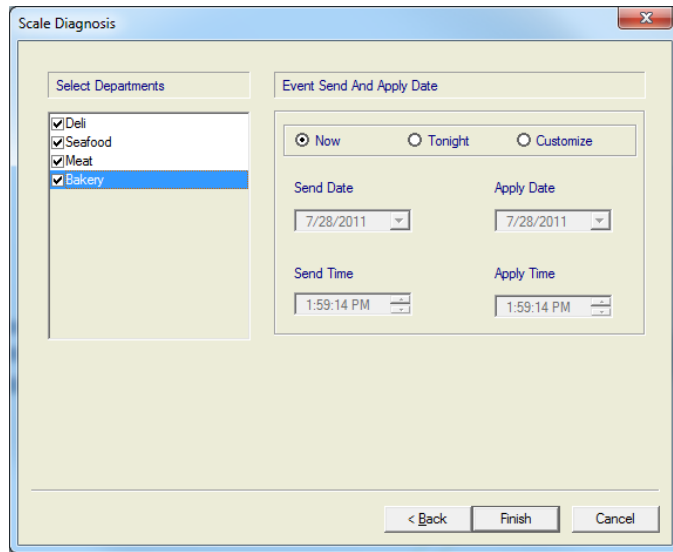 Scale Diagnosis
Select Departments
Deli
Seafood
Meat
Bakery
Event Send And Apply Date
Now Tonight Customize
Send Date Apply Date
7/28/2011 7/28/2011
Send Time Apply Time
1:59:14 PM 1:59:14 PM
< Back Finish Cancel